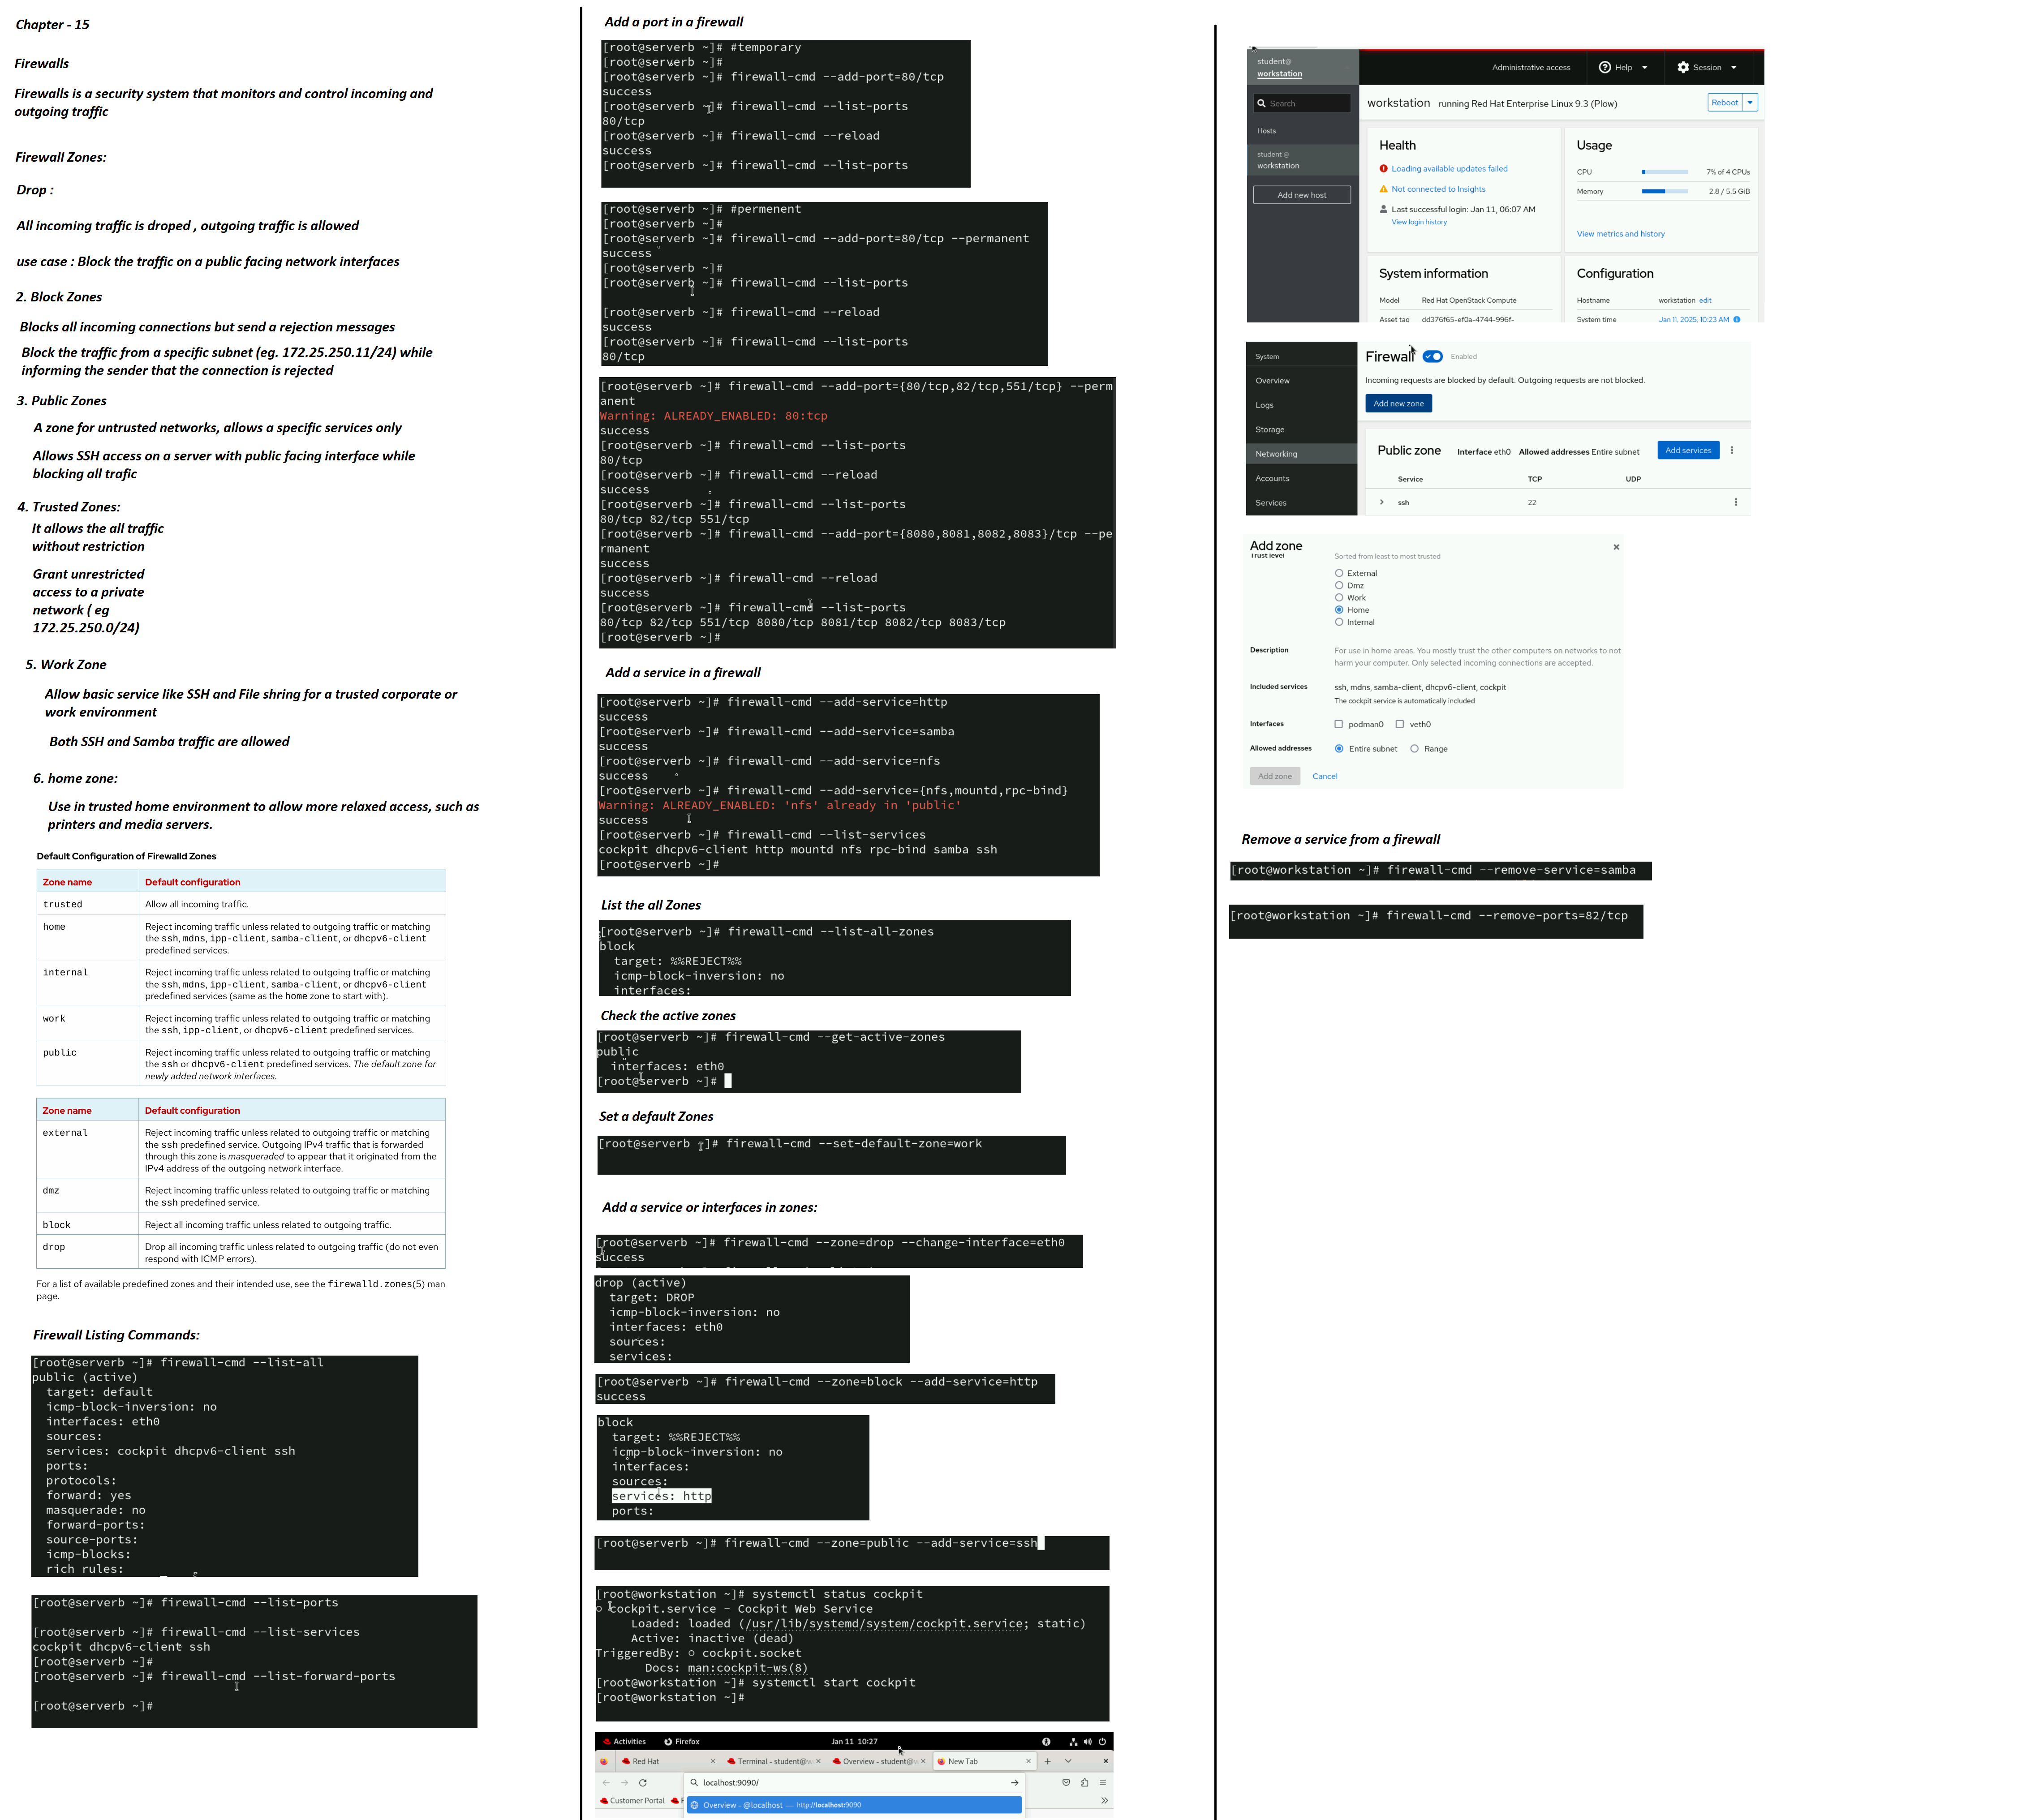 Chapter - 15
Firewalls
Firewalls is a security system that monitors and control incoming and
outgoing traffic
Firewall Zones:
Drop :
All incoming traffic is droped , outgoing traffic is allowed
use case : Block the traffic on a public facing network interfaces
2. Block Zones
Blocks all incoming connections but send a rejection messages
Block the traffic from a specific subnet (eg. 172.25.250.11/24) while
informing the sender that the connection is rejected
3. Public Zones
A zone for untrusted networks, allows a specific services only
Allows SSH access on a server with public facing interface while
blocking all trafic
4. Trusted Zones:
It allows the all traffic
without restriction
Grant unrestricted
access to a private
network ( eg
172.25.250.0/24)
5. Work Zone
Allow basic service like SSH and File shring for a trusted corporate or
work environment
Both SSH and Samba traffic are allowed
6. home zone:
Use in trusted home environment to allow more relaxed access, such as
printers and media servers.
Default Configuration of Firewalld Zones
Zone name Default configuration
trusted Allow all incoming traffic.
home Reject incoming traffic unless related to outgoing traffic or matching
the ssh, mdns, ipp-client, samba-client, or dhcpv6-client
predefined services.
internal Reject incoming traffic unless related to outgoing traffic or matching
the ssh, mdns, ipp-client, samba-client, or dhcpv6-client
predefined services (same as the home zone to start with).
work Reject incoming traffic unless related to outgoing traffic or matching
the ssh, ipp-client, or dhcpv6-client predefined services.
public Reject incoming traffic unless related to outgoing traffic or matching
the ssh or dhcpv6-client predefined services. The default zone for
newly added network interfaces.
Zone name Default configuration
external Reject incoming traffic unless related to outgoing traffic or matching
the ssh predefined service. Outgoing IPv4 traffic that is forwarded
through this zone is masqueraded to appear that it originated from the
IPv4 address of the outgoing network interface.
dmz Reject incoming traffic unless related to outgoing traffic or matching
the ssh predefined service.
block Reject all incoming traffic unless related to outgoing traffic.
drop Drop all incoming traffic unless related to outgoing traffic (do not even
respond with ICMP errors).
For a list of available predefined zones and their intended use, see the firewalld.zones(5) man
page.
Firewall Listing Commands:
[root@serverb ~]# firewall-cmd --list-all
public (active)
target: default
icmp-block-inversion: no
interfaces: eth0
sources:
services: cockpit dhcpv6-client ssh
ports:
protocols:
forward: yes
masquerade: no
forward-ports:
source-ports:
icmp-blocks:
rich rules:
[root@serverb ~]# firewall-cmd --list-ports
[root@serverb ~]# firewall-cmd --list-services
cockpit dhcpv6-client ssh
[root@serverb ~]#
[root@serverb ~]# firewall-cmd --list-forward-ports
[root@serverb ~]#
Add a port in a firewall
[root@serverb ~]# #temporary
[root@serverb ~]#
[root@serverb ~]# firewall-cmd --add-port=80/tcp
success
[root@serverb ~]# firewall-cmd --list-ports
80/tcp
[root@serverb ~]# firewall-cmd --reload
success
[root@serverb ~]# firewall-cmd --list-ports
[root@serverb ~]# #permenent
[root@serverb ~]#
[root@serverb ~]# firewall-cmd --add-port=80/tcp --permanent
success
[root@serverb ~]#
[root@serverb ~]# firewall-cmd --list-ports
[root@serverb ~]# firewall-cmd --reload
success
[root@serverb ~]# firewall-cmd --list-ports
80/tcp
[root@serverb ~]# firewall-cmd --add-port={80/tcp,82/tcp,551/tcp} --perm
anent
Warning: ALREADY_ENABLED: 80:tcp
success
[root@serverb ~]# firewall-cmd --list-ports
80/tcp
[root@serverb ~]# firewall-cmd --reload
success
[root@serverb ~]# firewall-cmd --list-ports
80/tcp 82/tcp 551/tcp
[root@serverb ~]# firewall-cmd --add-port={8080,8081,8082,8083}/tcp --pe
rmanent
success
[root@serverb ~]# firewall-cmd --reload
success
[root@serverb ~]# firewall-cmd --list-ports
80/tcp 82/tcp 551/tcp 8080/tcp 8081/tcp 8082/tcp 8083/tcp
[root@serverb ~]#
Add a service in a firewall
[root@serverb ~]# firewall-cmd --add-service=http
success
[root@serverb ~]# firewall-cmd --add-service=samba
success
[root@serverb ~]# firewall-cmd --add-service=nfs
success
[root@serverb ~]# firewall-cmd --add-service={nfs,mountd,rpc-bind}
Warning: ALREADY_ENABLED: 'nfs' already in 'public'
success
[root@serverb ~]# firewall-cmd --list-services
cockpit dhcpv6-client http mountd nfs rpc-bind samba ssh
[root@serverb ~]#
List the all Zones
[root@serverb ~]# firewall-cmd --list-all-zones
block
target: %%REJECT%%
icmp-block-inversion: no
interfaces:
Check the active zones
[root@serverb ~]# firewall-cmd --get-active-zones
public
interfaces: eth0
[root@serverb ~]#
Set a default Zones
[root@serverb ~]# firewall-cmd --set-default-zone=work
Add a service or interfaces in zones:
[root@serverb ~]# firewall-cmd --zone=drop --change-interface=eth0
success
drop (active)
target: DROP
icmp-block-inversion: no
interfaces: eth0
sources:
services:
[root@serverb ~]# firewall-cmd --zone=block --add-service=http
success
block
target: %%REJECT%%
icmp-block-inversion: no
interfaces:
sources:
services: http
ports:
[root@serverb ~]# firewall-cmd --zone=public --add-service=ssh
[root@workstation ~]# systemctl status cockpit
○ cockpit.service - Cockpit Web Service
Loaded: loaded (/usr/lib/systemd/system/cockpit.service; static)
Active: inactive (dead)
TriggeredBy: ○ cockpit.socket
Docs: man:cockpit-ws(8)
[root@workstation ~]# systemctl start cockpit
[root@workstation ~]#
Activities Firefox Jan 11 10:27
Red Hat Terminal - student@w Overview - student@w New Tab
localhost:9090/
Customer Portal
Overview - @localhost — http://localhost:9090
student@
workstation
Administrative access Help Session
Search
workstation running Red Hat Enterprise Linux 9.3 (Plow) Reboot
Hosts
student @
workstation
Add new host
Health
Loading available updates failed
Not connected to Insights
Last successful login: Jan 11, 06:07 AM
View login history
Usage
CPU 7% of 4 CPUs
Memory 2.8 / 5.5 GiB
View metrics and history
System information
Model Red Hat OpenStack Compute
Asset tag dd376f65-ef0a-4744-996f-
Configuration
Hostname workstation edit
System time Jan 11, 2025, 10:23 AM
System
Overview
Logs
Storage
Networking
Accounts
Services
Firewall Enabled
Incoming requests are blocked by default. Outgoing requests are not blocked.
Add new zone
Public zone Interface eth0 Allowed addresses Entire subnet Add services
Service TCP UDP
ssh 22
Add zone
Trust level Sorted from least to most trusted
External
Dmz
Work
Home
Internal
Description For use in home areas. You mostly trust the other computers on networks to not
harm your computer. Only selected incoming connections are accepted.
Included services ssh, mdns, samba-client, dhcpv6-client, cockpit
The cockpit service is automatically included
Interfaces podman0 veth0
Allowed addresses Entire subnet Range
Add zone Cancel
Remove a service from a firewall
[root@workstation ~]# firewall-cmd --remove-service=samba
[root@workstation ~]# firewall-cmd --remove-ports=82/tcp